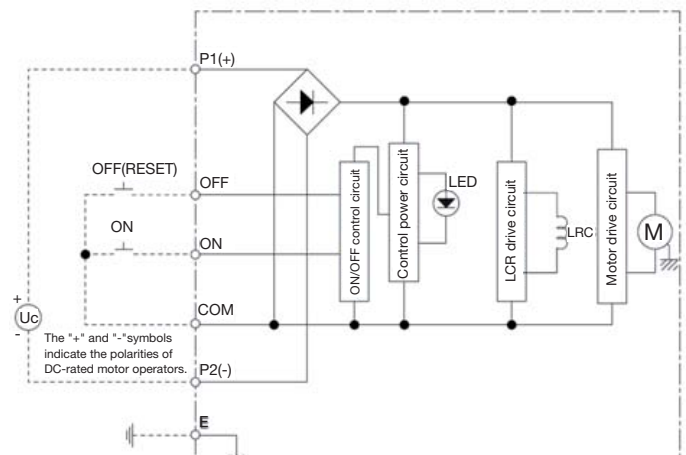 P1(+)
OFF(RESET)
OFF
ON
ON
COM
+
Uc
-
The "+" and "-"symbols
indicate the polarities of
DC-rated motor operators.
P2(-)
E
ON/OFF control circuit
Control power circuit
LED
LCR drive circuit
LRC
Motor drive circuit
M